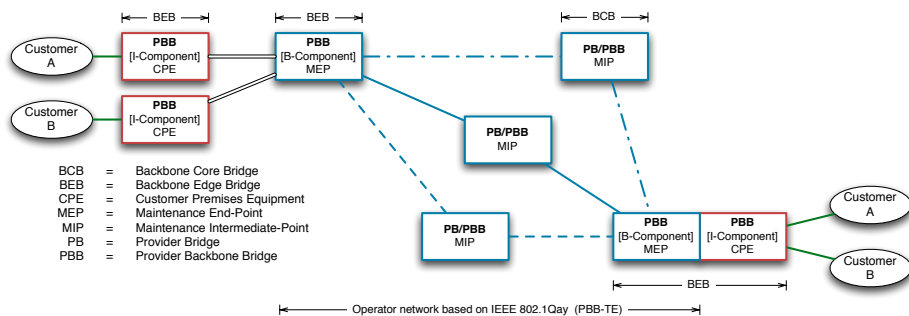 BEB
BEB
BCB
Customer
A
PBB
[I-Component]
CPE
PBB
[B-Component]
MEP
PB/PBB
MIP
Customer
B
PBB
[I-Component]
CPE
PB/PBB
MIP
BCB = Backbone Core Bridge
BEB = Backbone Edge Bridge
CPE = Customer Premises Equipment
MEP = Maintenance End-Point
MIP = Maintenance Intermediate-Point
PB = Provider Bridge
PBB = Provider Backbone Bridge
PB/PBB
MIP
PBB
[B-Component]
MEP
PBB
[I-Component]
CPE
Customer
A
Customer
B
BEB
Operator network based on IEEE 802.1Qay (PBB-TE)